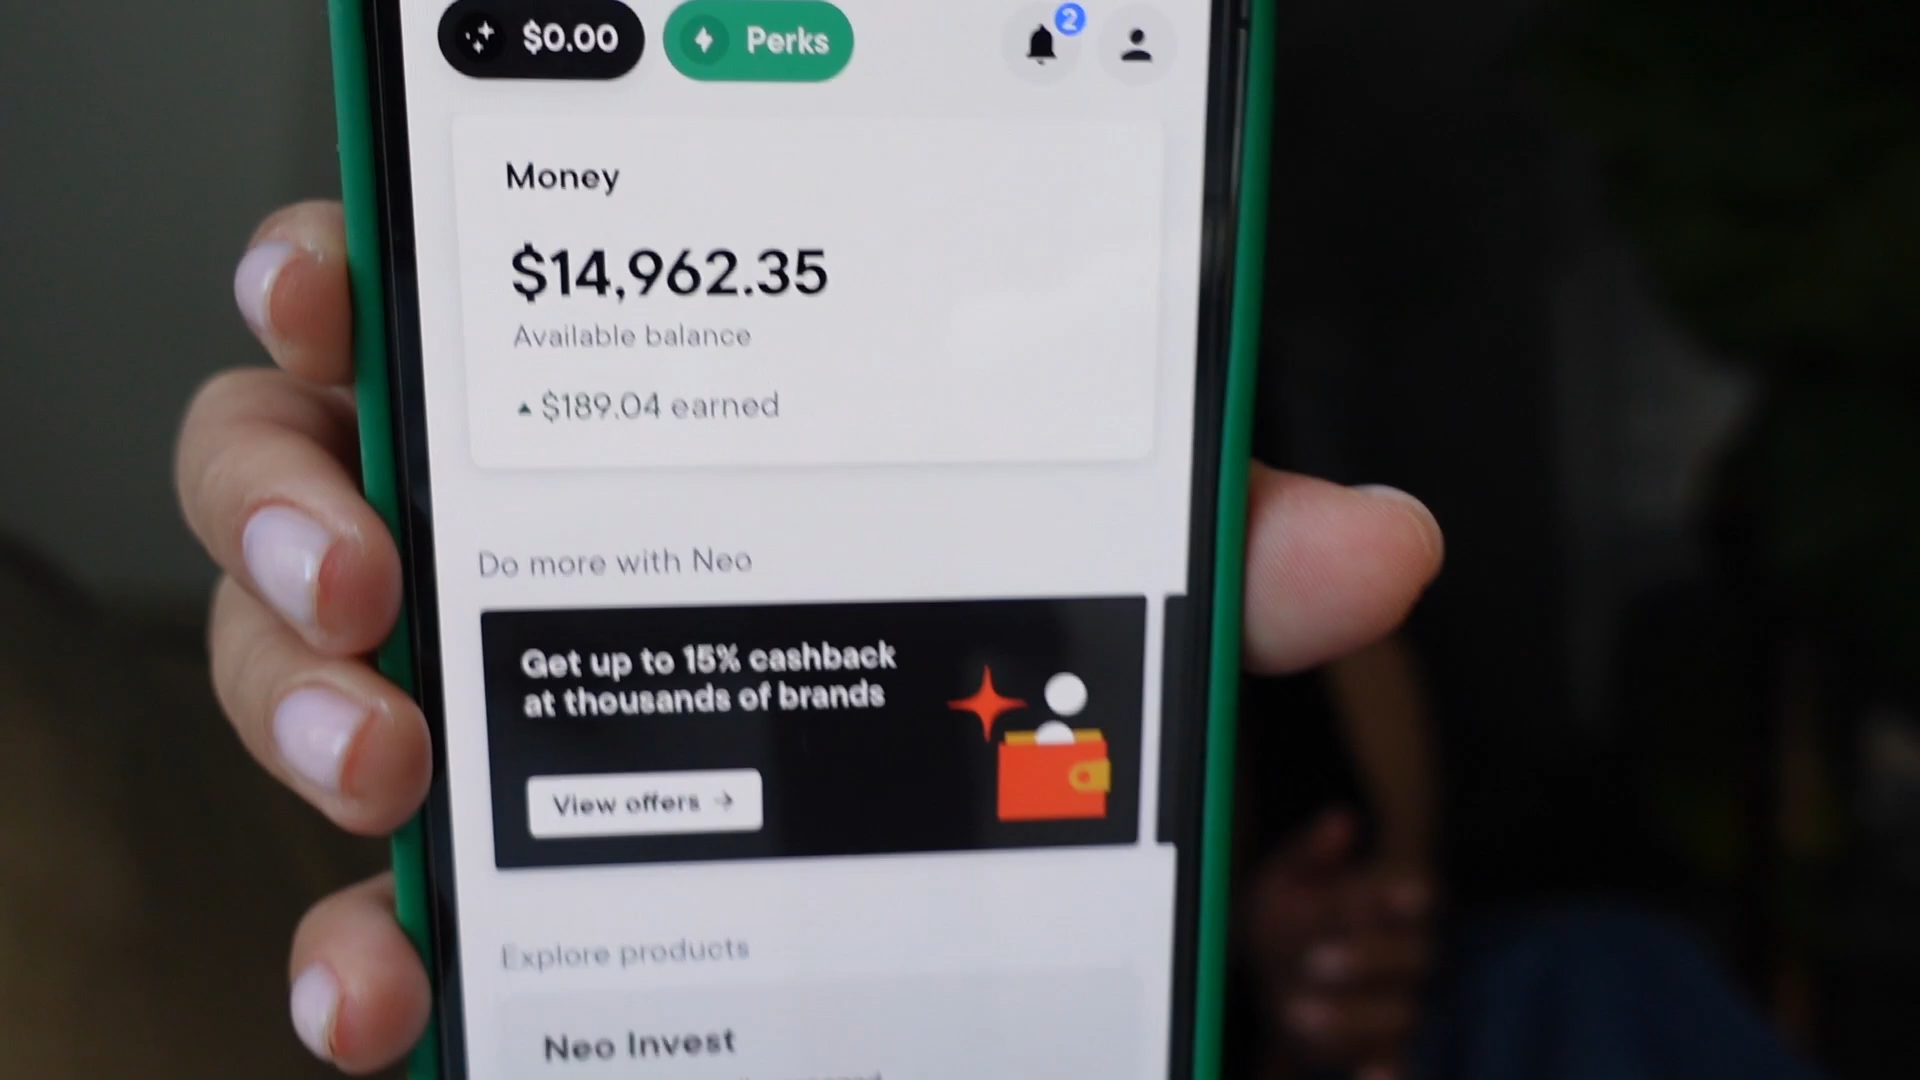 $0.00
Perks
2
Money
$14,962.35
Available balance
$189.04 earned
Do more with Neo
Get up to 15% cashback
at thousands of brands
View offers →
Explore products
Neo Invest